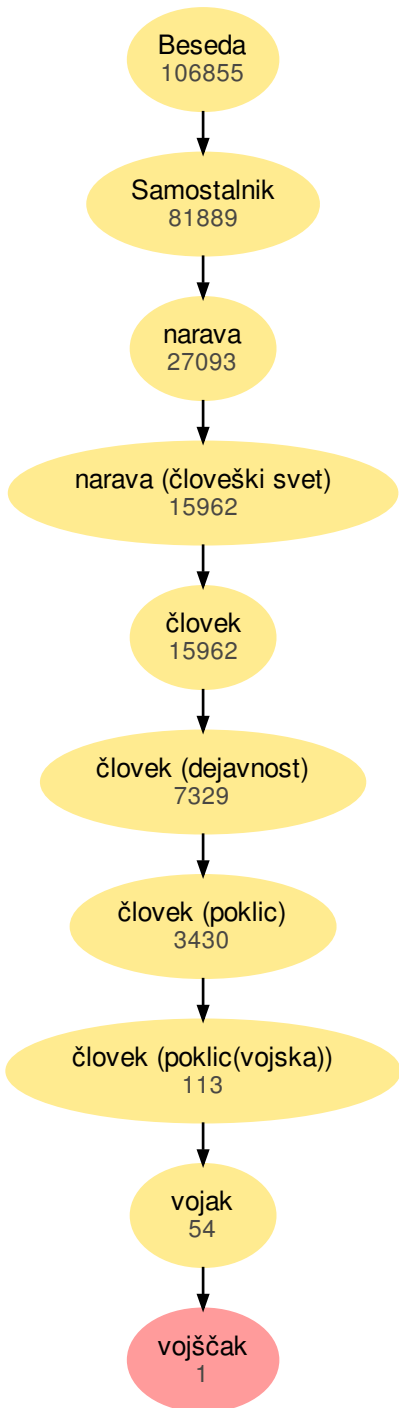 Beseda
106855
Samostalnik
81889
narava
27093
narava (človeški svet)
15962
človek
15962
človek (dejavnost)
7329
človek (poklic)
3430
človek (poklic(vojska))
113
vojak
54
vojščak
1